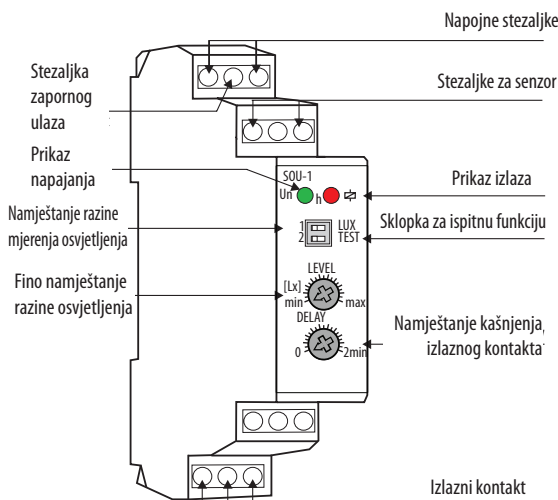 Napojne stezaljke
Stezaljka
zapornog
ulaza
Stezaljke za senzor
Prikaz
napajanja
SOU-1
Un
h
Prikaz izlaza
Namještanje razine
mjerenja osvjetljenja
1
2
LUX
TEST
Sklopka za ispitnu funkciju
Fino namještanje
razine osvjetljenja
LEVEL
[Lx]
min
max
DELAY
0
2min
Namještanje kašnjenja,
izlaznog kontakta
Izlazni kontakt